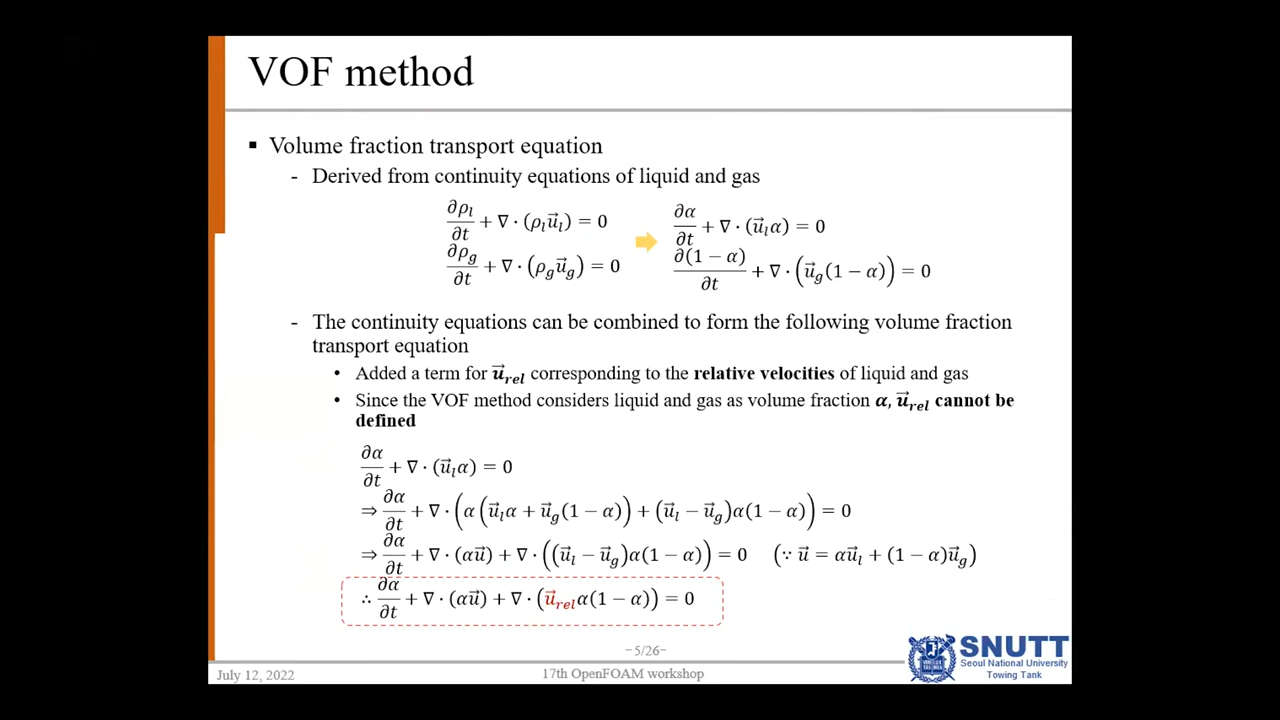 VOF method
▪ Volume fraction transport equation
- Derived from continuity equations of liquid and gas
∂ρ_l/∂t + ∇ · (ρ_l u⃗_l) = 0
∂ρ_g/∂t + ∇ · (ρ_g u⃗_g) = 0
∂α/∂t + ∇ · (u⃗_l α) = 0
∂(1 − α)/∂t + ∇ · (u⃗_g (1 − α)) = 0
- The continuity equations can be combined to form the following volume fraction
transport equation
• Added a term for u⃗_rel corresponding to the relative velocities of liquid and gas
• Since the VOF method considers liquid and gas as volume fraction α, u⃗_rel cannot be
defined
∂α/∂t + ∇ · (u⃗_l α) = 0
⇒ ∂α/∂t + ∇ · (α(u⃗_l α + u⃗_g (1 − α)) + (u⃗_l − u⃗_g)α(1 − α)) = 0
⇒ ∂α/∂t + ∇ · (αu⃗) + ∇ · ((u⃗_l − u⃗_g)α(1 − α)) = 0 (∵ u⃗ = αu⃗_l + (1 − α)u⃗_g)
∴ ∂α/∂t + ∇ · (αu⃗) + ∇ · (u⃗_rel α(1 − α)) = 0
−5/26−
July 12, 2022
17th OpenFOAM workshop
SNUTT
Seoul National University
Towing Tank